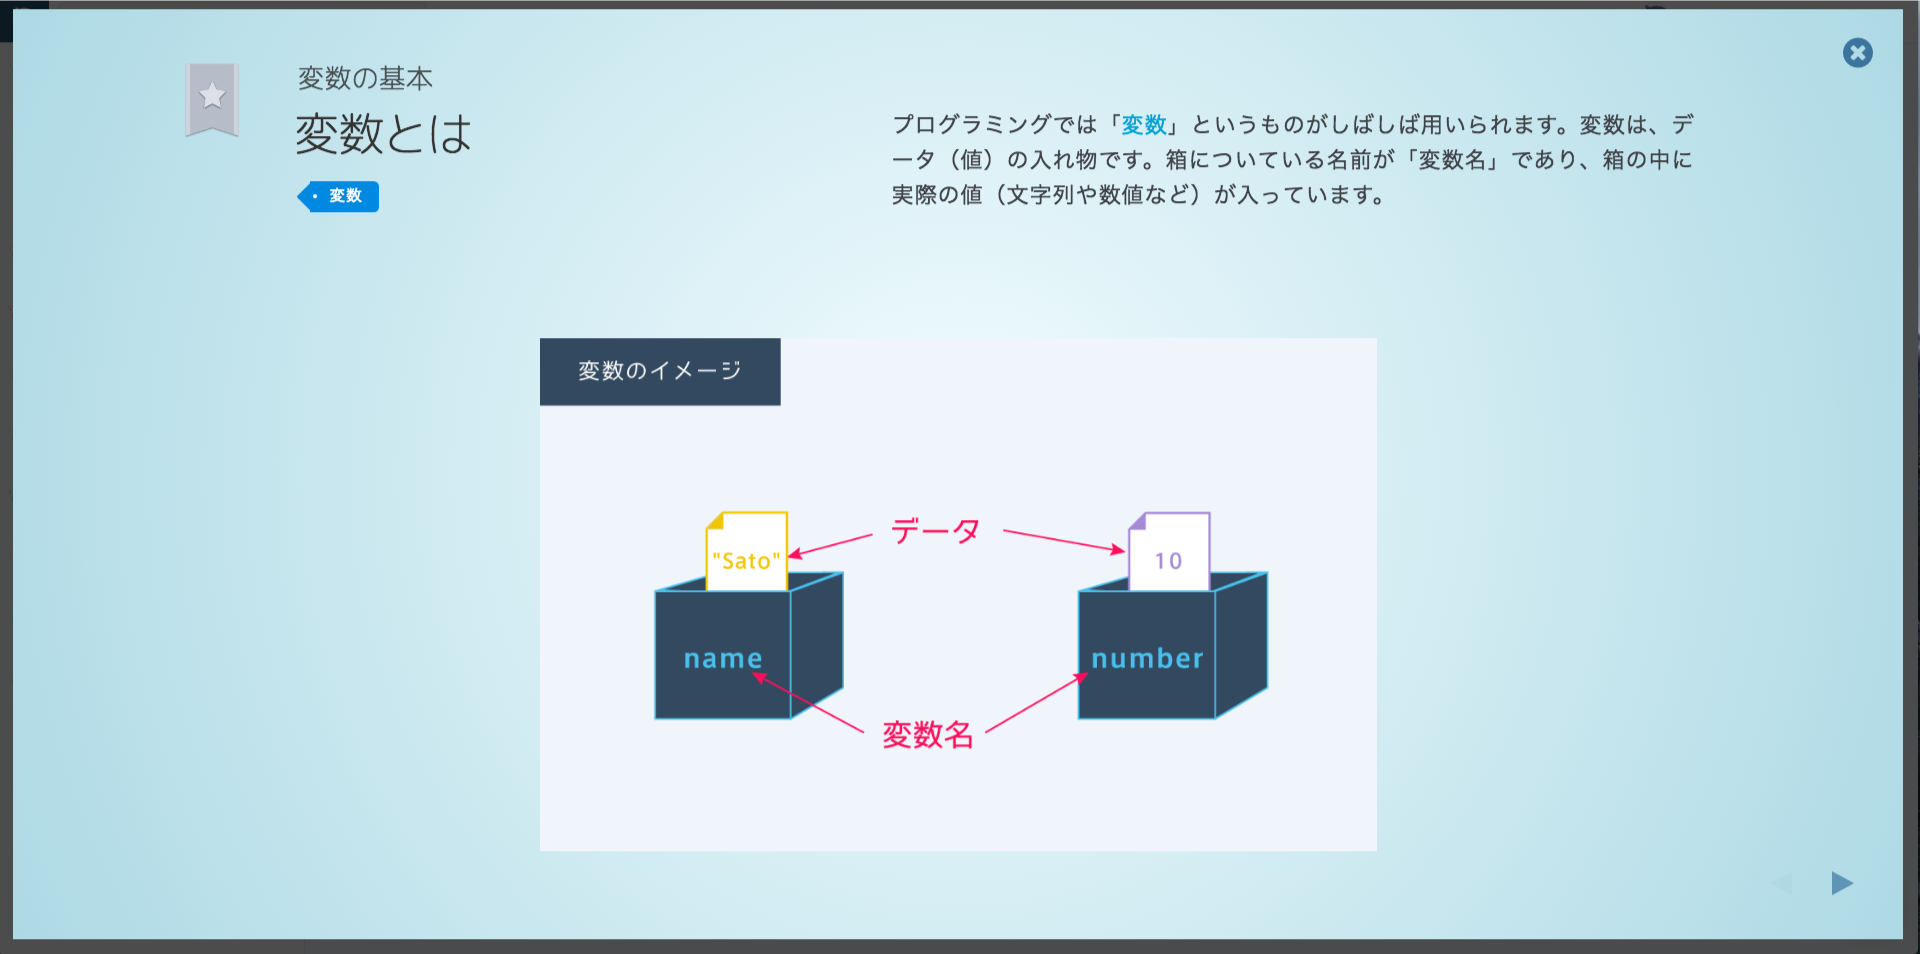 変数の基本
変数とは
変数
プログラミングでは「変数」というものがしばしば用いられます。変数は、デ
ータ（値）の入れ物です。箱についている名前が「変数名」であり、箱の中に
実際の値（文字列や数値など）が入っています。
変数のイメージ
データ
"Sato"
10
name
number
変数名